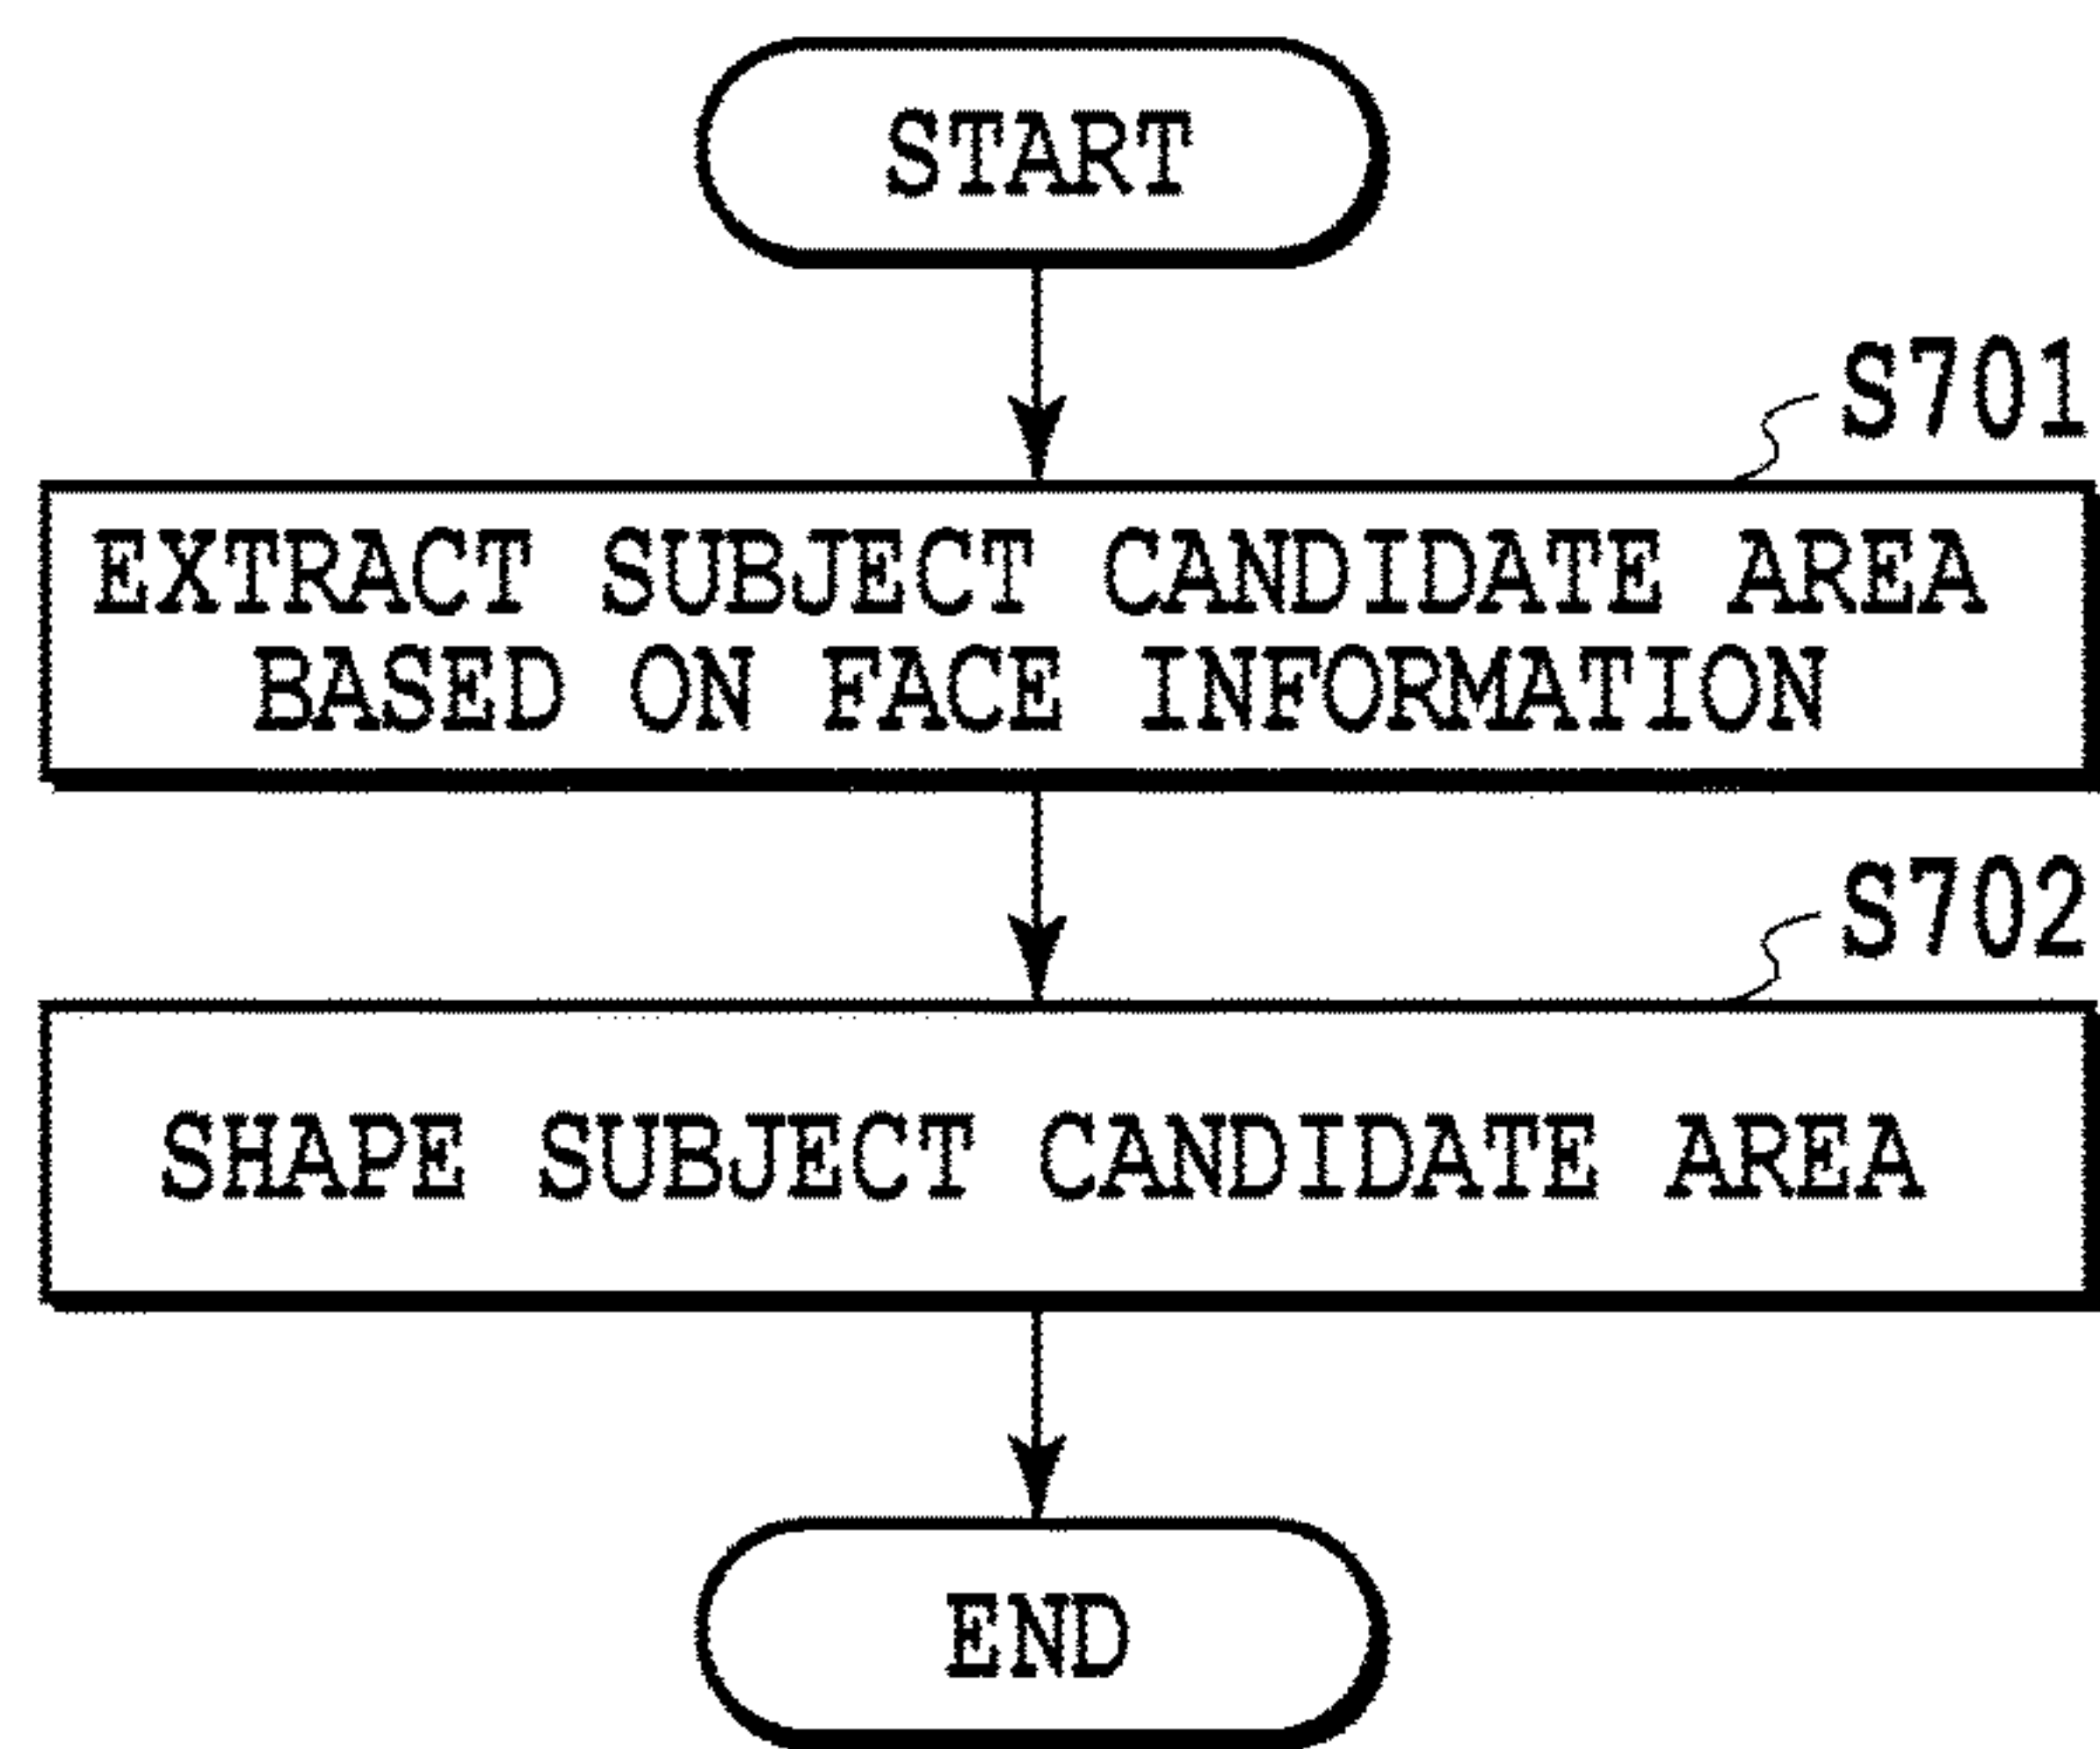 START
S701
EXTRACT SUBJECT CANDIDATE AREA
BASED ON FACE INFORMATION
S702
SHAPE SUBJECT CANDIDATE AREA
END